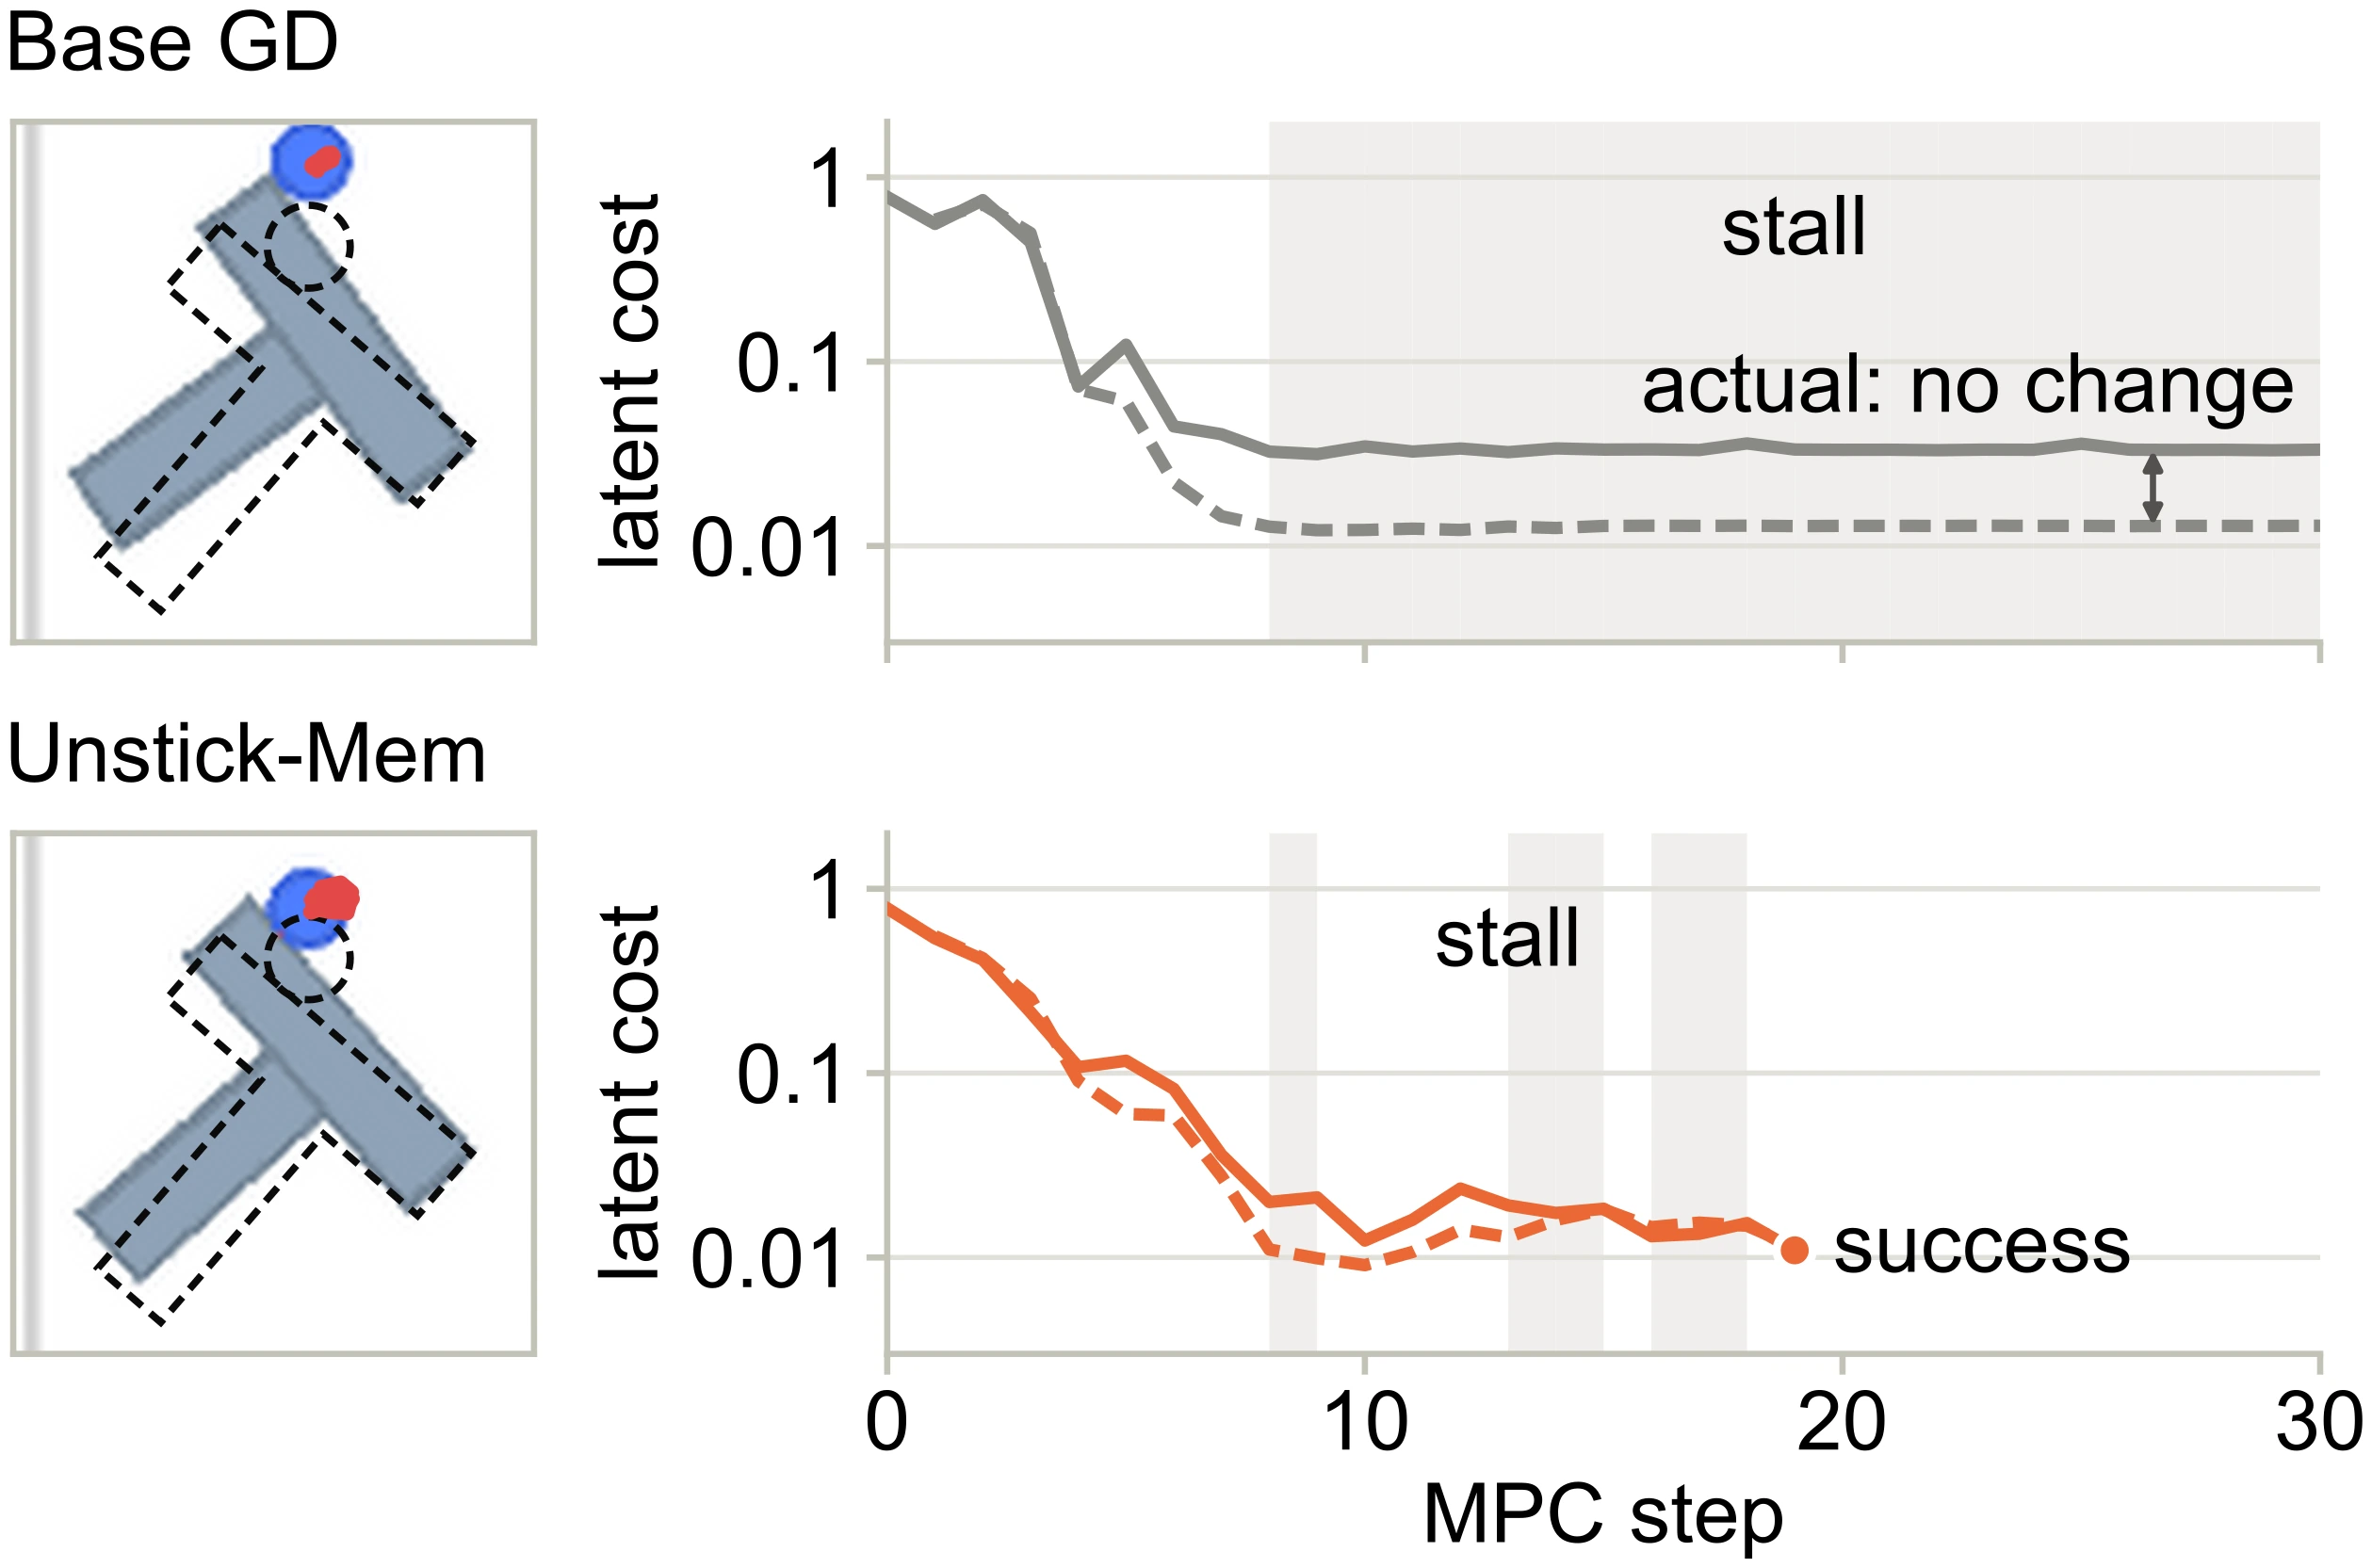 Base GD
latent cost
1
0.1
0.01
stall
actual: no change
Unstick-Mem
latent cost
1
0.1
0.01
stall
success
0 10 20 30
MPC step